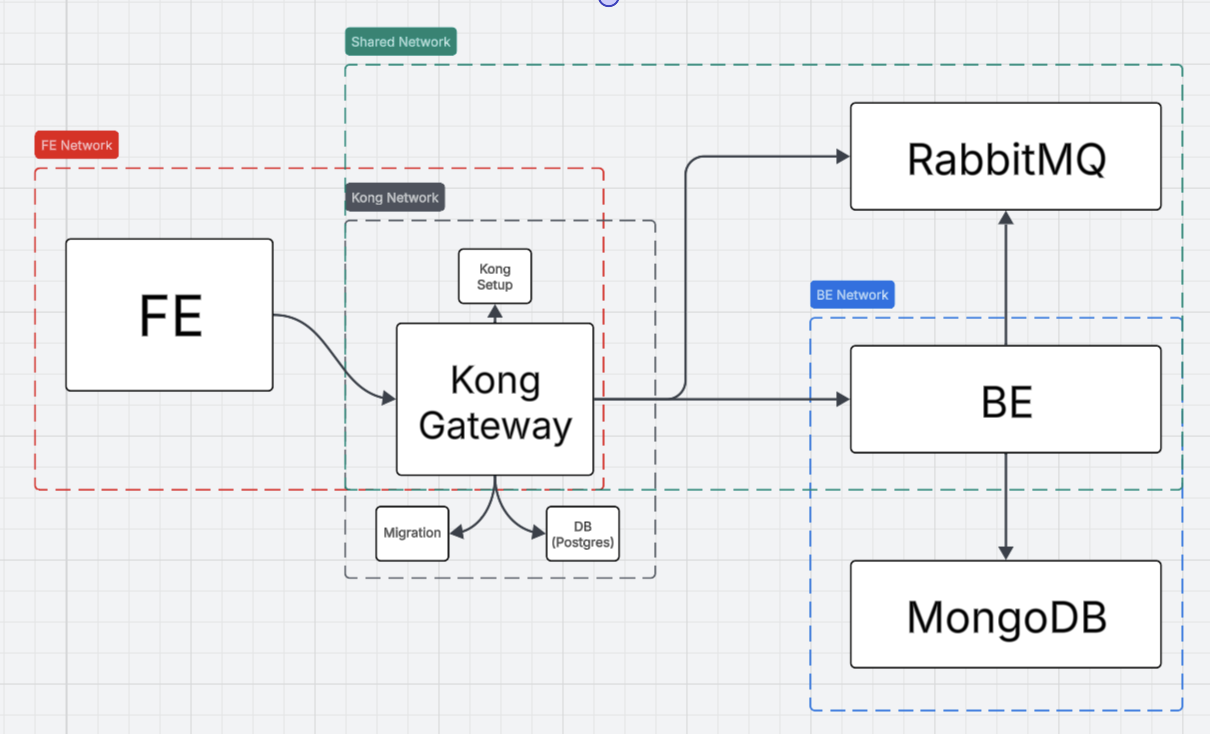 Shared Network
FE Network
Kong Network
RabbitMQ
Kong
Setup
FE
BE Network
Kong
Gateway
BE
Migration
DB
(Postgres)
MongoDB